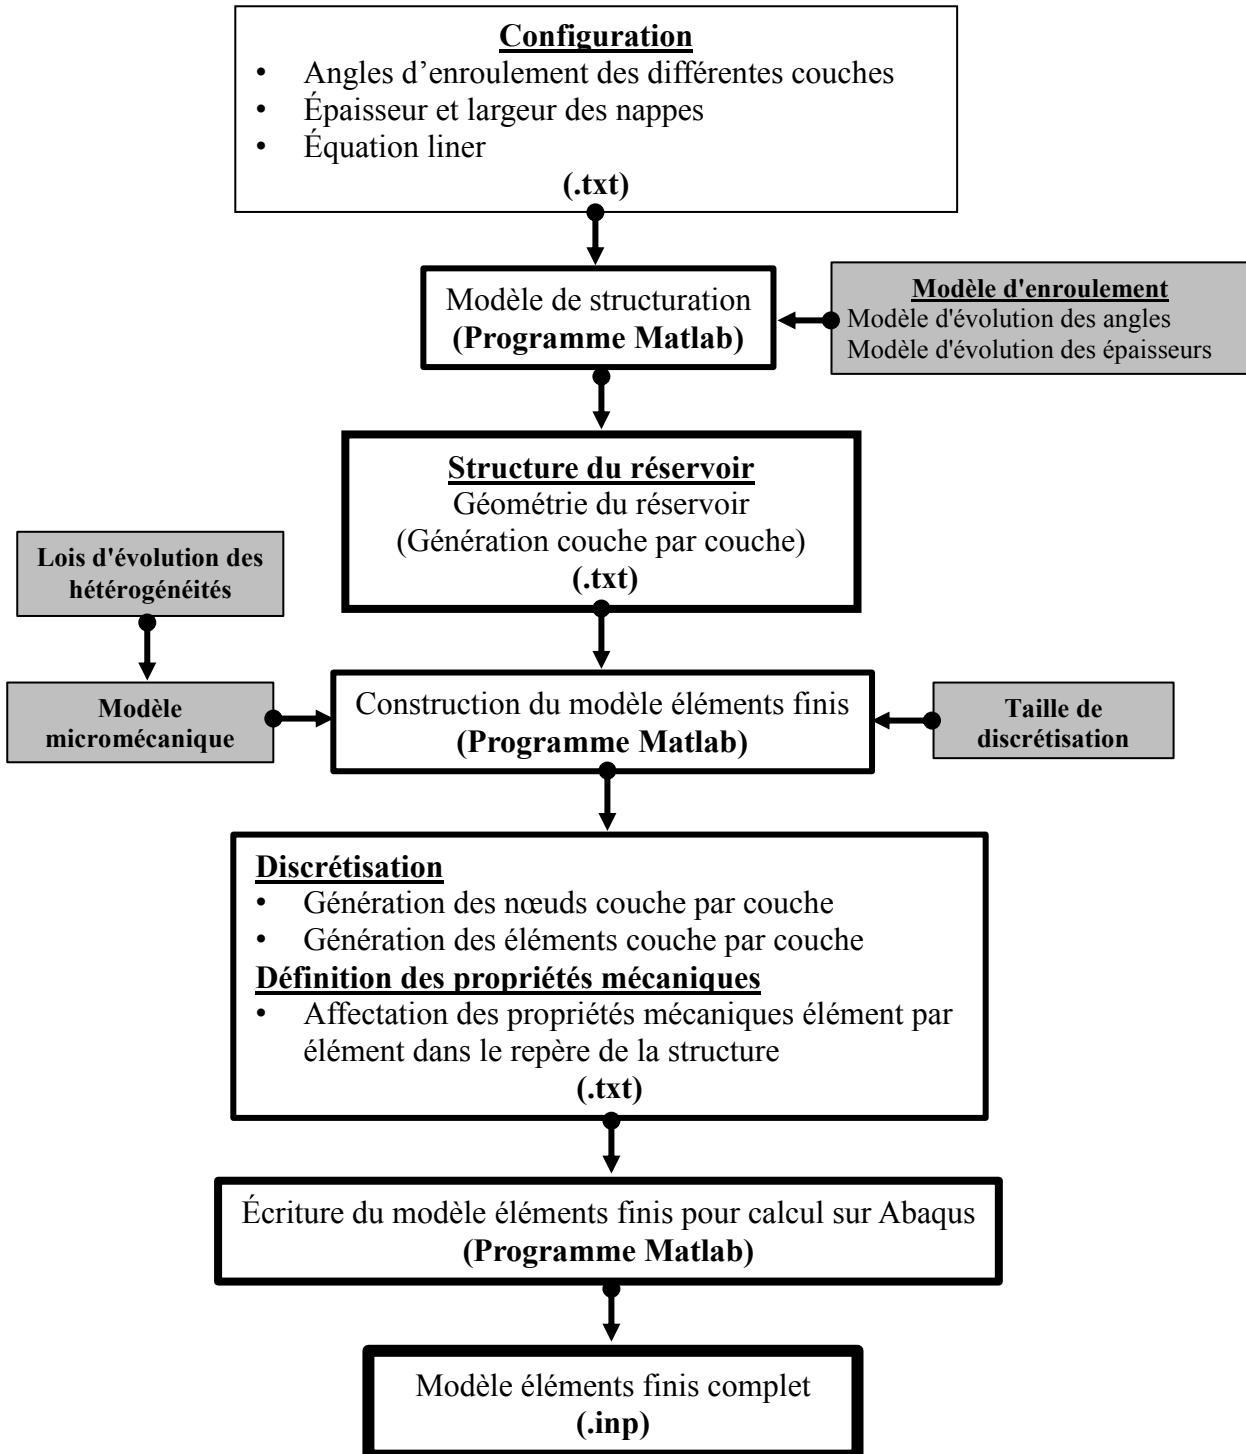 Configuration
• Angles d’enroulement des différentes couches
• Épaisseur et largeur des nappes
• Équation liner
(.txt)
Modèle de structuration
(Programme Matlab)
Modèle d'enroulement
Modèle d'évolution des angles
Modèle d'évolution des épaisseurs
Structure du réservoir
Géométrie du réservoir
(Génération couche par couche)
(.txt)
Lois d'évolution des
hétérogénéités
Modèle
micromécanique
Construction du modèle éléments finis
(Programme Matlab)
Taille de
discrétisation
Discrétisation
• Génération des nœuds couche par couche
• Génération des éléments couche par couche
Définition des propriétés mécaniques
• Affectation des propriétés mécaniques élément par
élément dans le repère de la structure
(.txt)
Écriture du modèle éléments finis pour calcul sur Abaqus
(Programme Matlab)
Modèle éléments finis complet
(.inp)